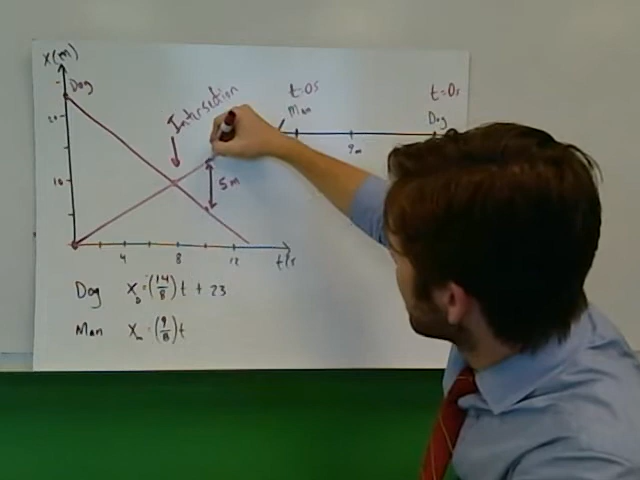 X(m)
Dog
20
10
Intersection
5m
4
8
12
t(s
t=0s
Man
9m
t=0s
Dog
Dog X_D = -(14/8)t + 23
Man X_m = (9/8)t